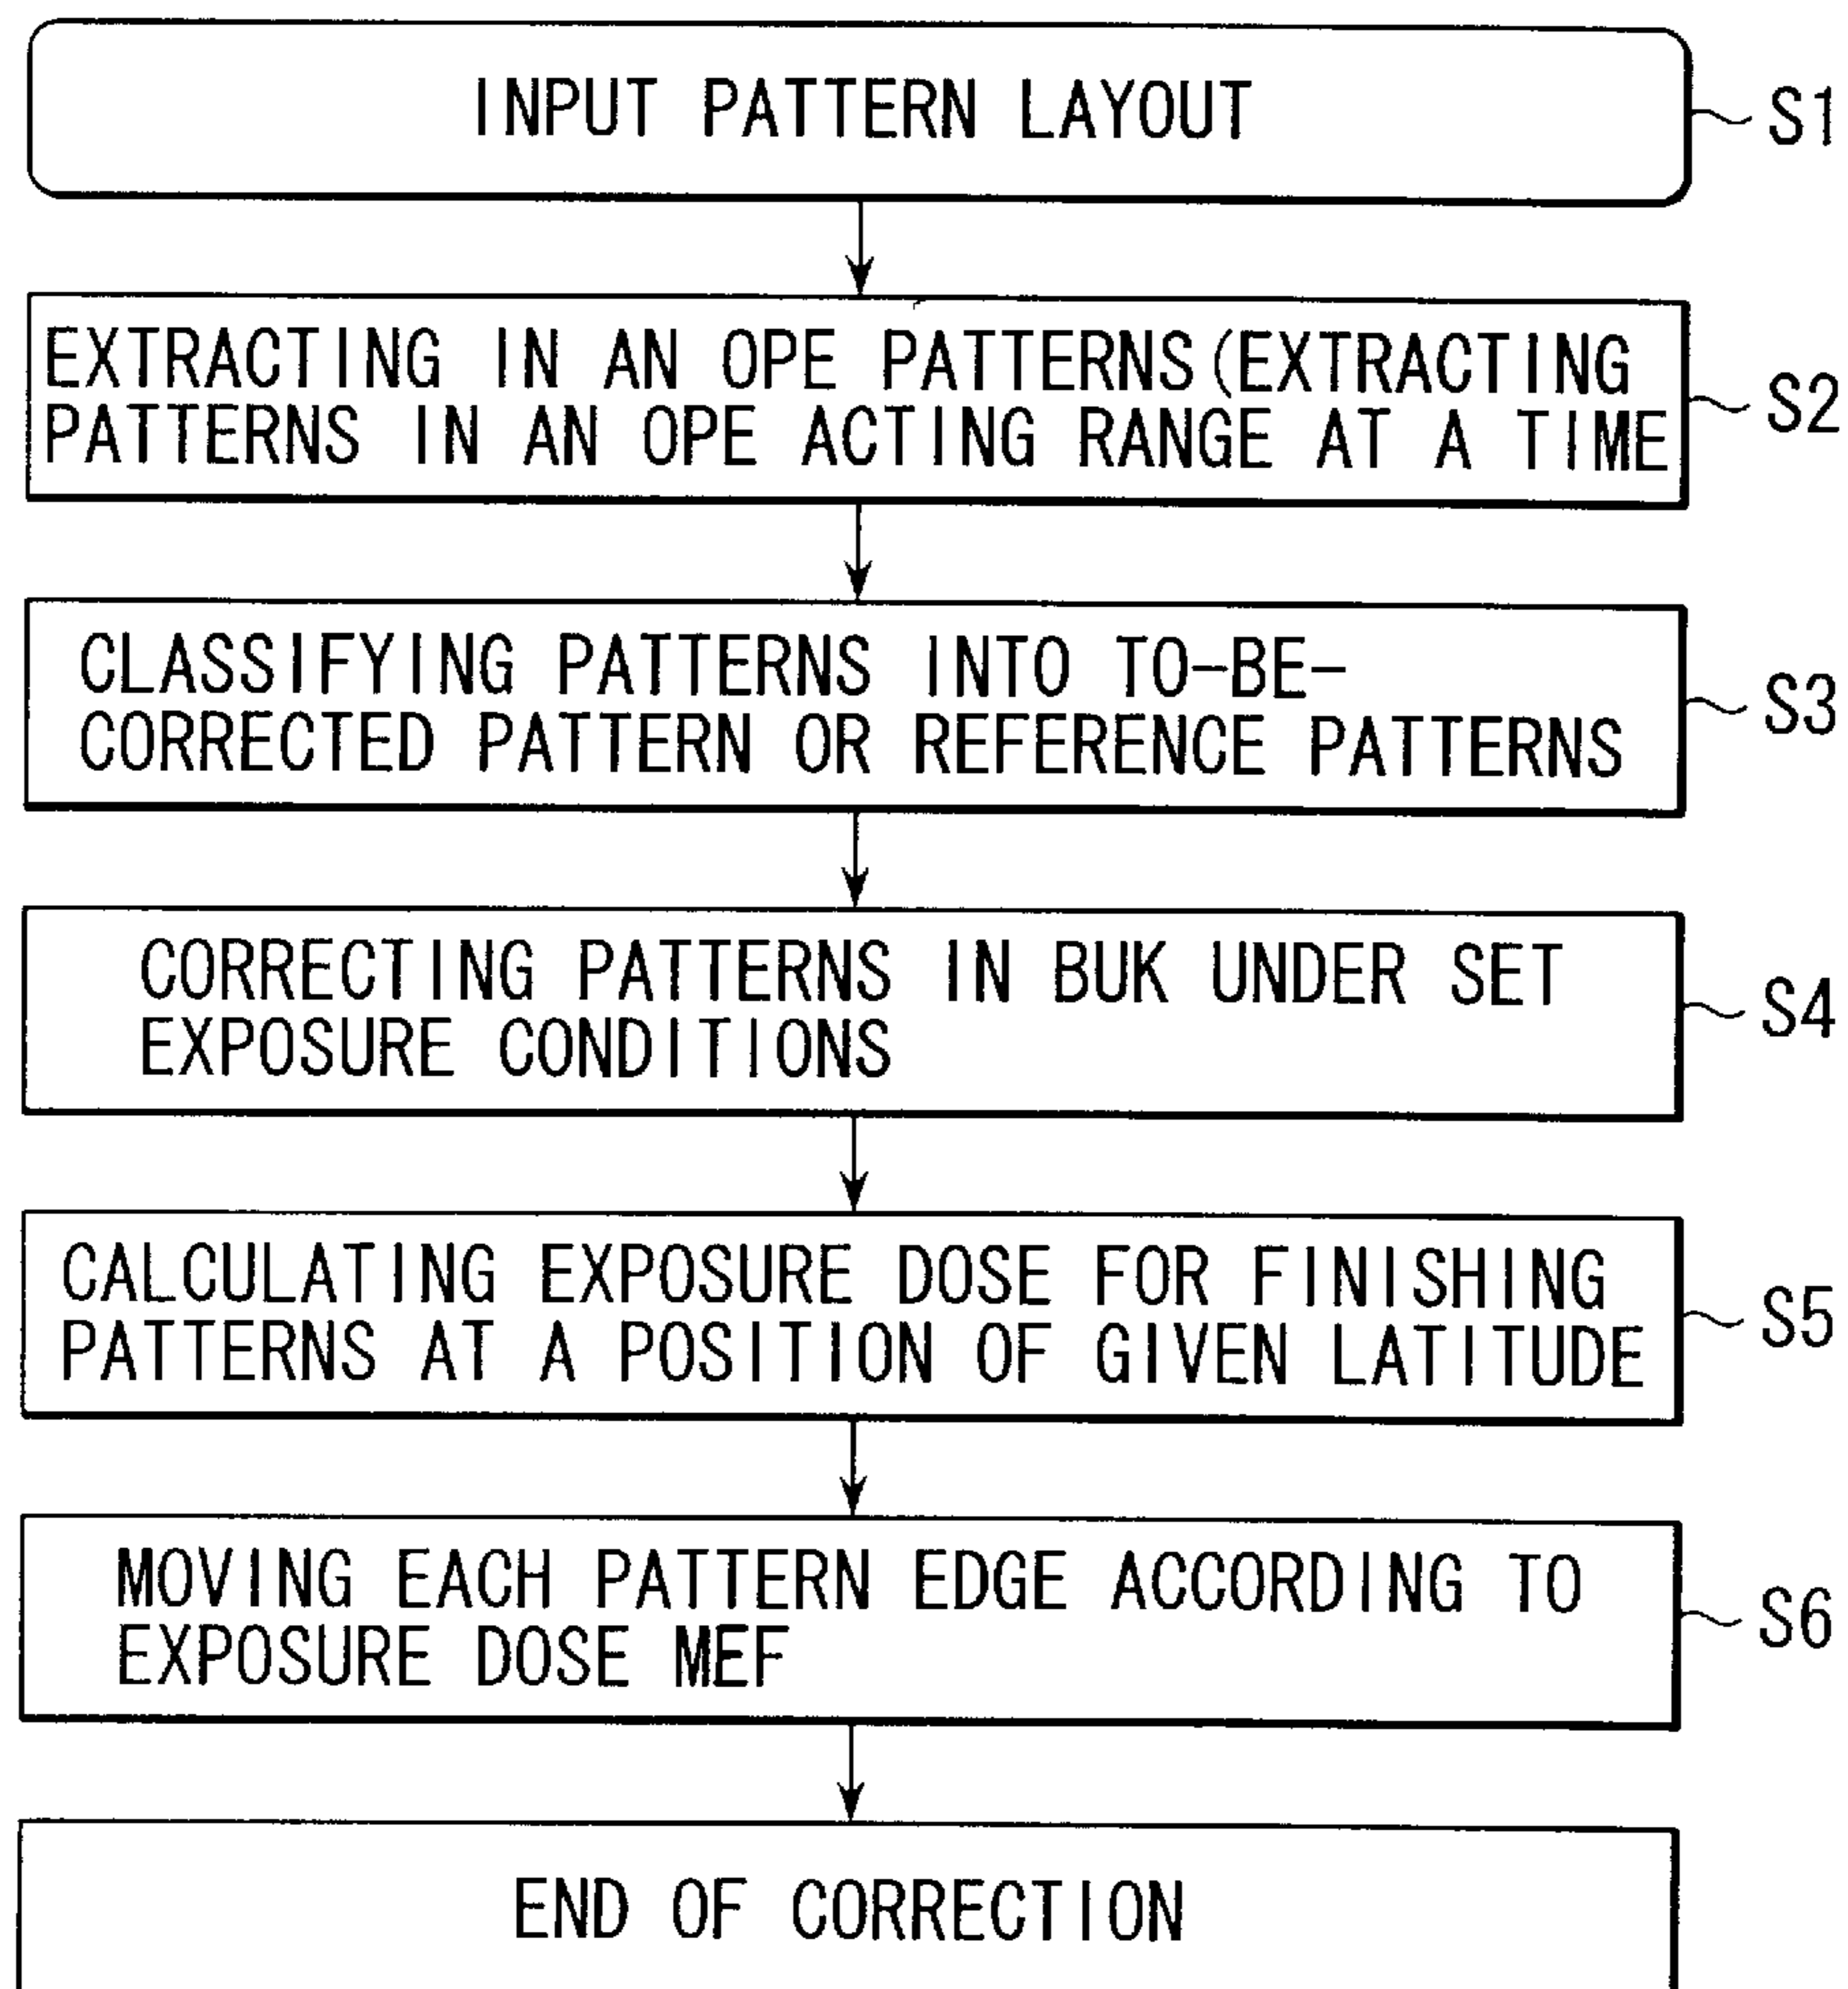 INPUT PATTERN LAYOUT
S1
EXTRACTING IN AN OPE PATTERNS(EXTRACTING
PATTERNS IN AN OPE ACTING RANGE AT A TIME
S2
CLASSIFYING PATTERNS INTO TO-BE-
CORRECTED PATTERN OR REFERENCE PATTERNS
S3
CORRECTING PATTERNS IN BUK UNDER SET
EXPOSURE CONDITIONS
S4
CALCULATING EXPOSURE DOSE FOR FINISHING
PATTERNS AT A POSITION OF GIVEN LATITUDE
S5
MOVING EACH PATTERN EDGE ACCORDING TO
EXPOSURE DOSE MEF
S6
END OF CORRECTION